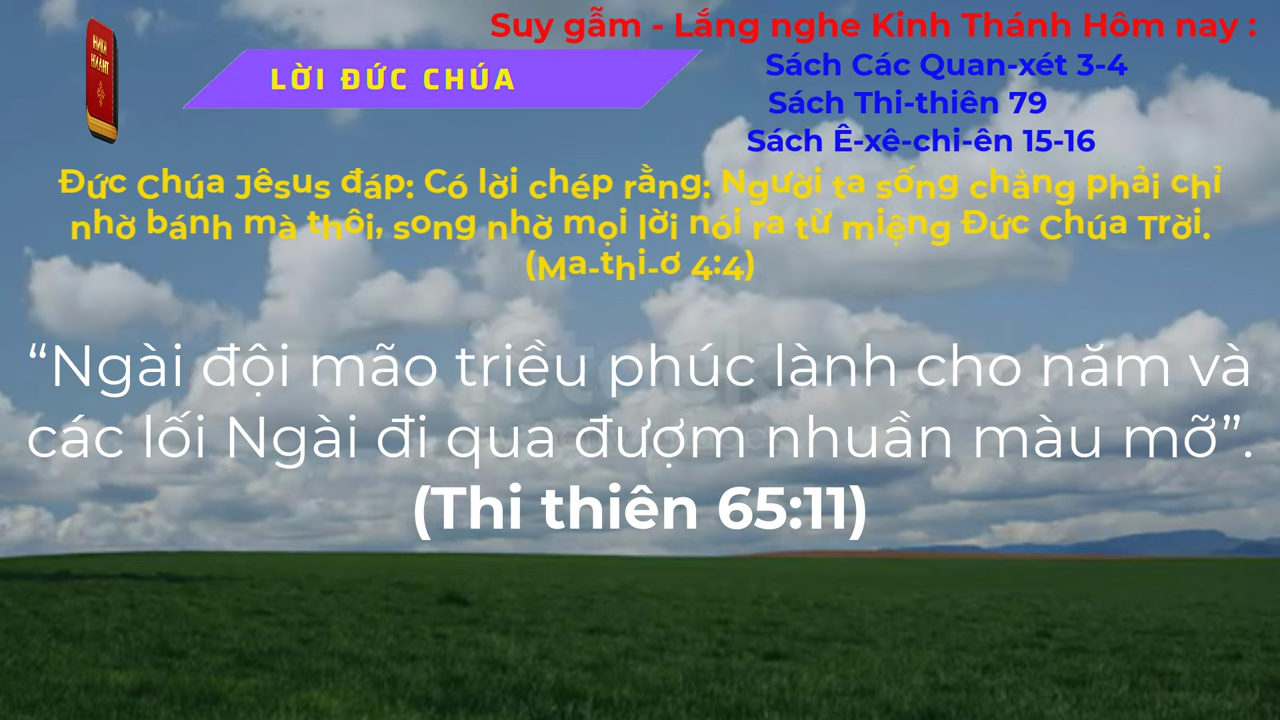 Suy gẫm - Lắng nghe Kinh Thánh Hôm nay :
Sách Các Quan-xét 3-4
Sách Thi-thiên 79
Sách Ê-xê-chi-ên 15-16
KINH
THÁNH
LỜI ĐỨC CHÚA
Đức Chúa Jêsus đáp: Có lời chép rằng: Người ta sống chẳng phải chỉ
nhờ bánh mà thôi, song nhờ mọi lời nói ra từ miệng Đức Chúa Trời.
(Ma-thi-ơ 4:4)
“Ngài đội mão triều phúc lành cho năm và
các lối Ngài đi qua đượm nhuần màu mỡ”.
(Thi thiên 65:11)